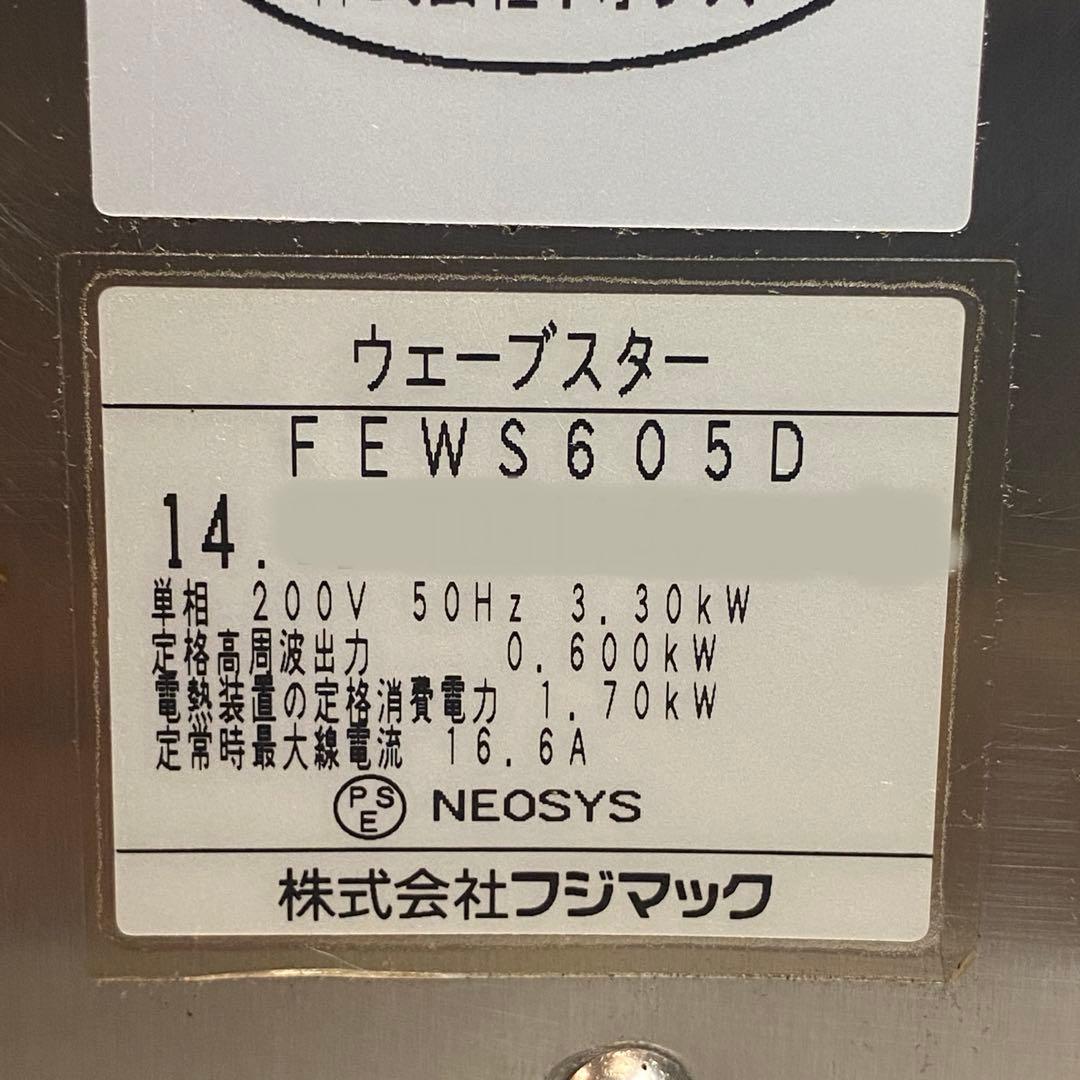 ウェーブスター
FEWS605D
14.
単相 200V 50Hz 3.30kW
定格高周波出力 0.600kW
電熱装置の定格消費電力 1.70kW
定常時最大線電流 16.6A
PSE NEOSYS
株式会社フジマック